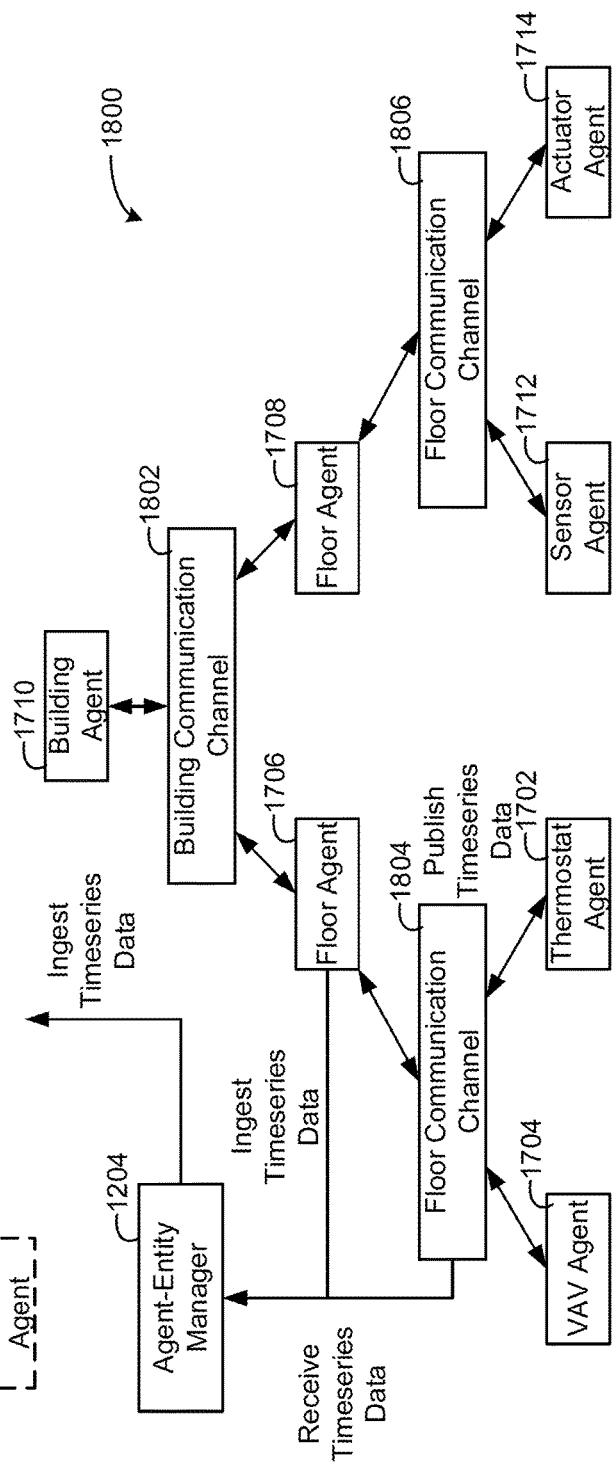 Agent
1800
1710
Building
Agent
Ingest
Timeseries
Data
1802
Building Communication
Channel
1204
Agent-Entity
Manager
1706
Floor Agent
1708
Floor Agent
Ingest
Timeseries
Data
Receive
Timeseries
Data
1804
Floor Communication
Channel
Publish
Timeseries
Data
1806
Floor Communication
Channel
1704
VAV Agent
1702
Thermostat
Agent
1712
Sensor
Agent
1714
Actuator
Agent